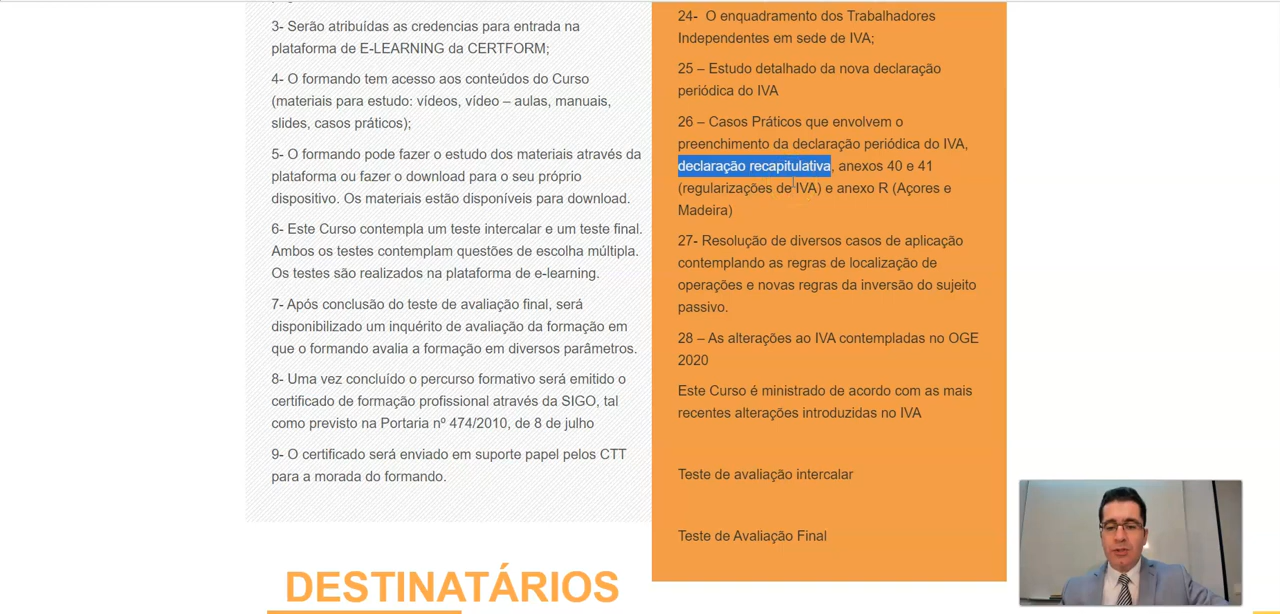 3- Serão atribuídas as credencias para entrada na
plataforma de E-LEARNING da CERTFORM;
4- O formando tem acesso aos conteúdos do Curso
(materiais para estudo: vídeos, vídeo – aulas, manuais,
slides, casos práticos);
5- O formando pode fazer o estudo dos materiais através da
plataforma ou fazer o download para o seu próprio
dispositivo. Os materiais estão disponíveis para download.
6- Este Curso contempla um teste intercalar e um teste final.
Ambos os testes contemplam questões de escolha múltipla.
Os testes são realizados na plataforma de e-learning.
7- Após conclusão do teste de avaliação final, será
disponibilizado um inquérito de avaliação da formação em
que o formando avalia a formação em diversos parâmetros.
8- Uma vez concluído o percurso formativo será emitido o
certificado de formação profissional através da SIGO, tal
como previsto na Portaria nº 474/2010, de 8 de julho
9- O certificado será enviado em suporte papel pelos CTT
para a morada do formando.
DESTINATÁRIOS
24- O enquadramento dos Trabalhadores
Independentes em sede de IVA;
25 – Estudo detalhado da nova declaração
periódica do IVA
26 – Casos Práticos que envolvem o
preenchimento da declaração periódica do IVA,
declaração recapitulativa, anexos 40 e 41
(regularizações de IVA) e anexo R (Açores e
Madeira)
27- Resolução de diversos casos de aplicação
contemplando as regras de localização de
operações e novas regras da inversão do sujeito
passivo.
28 – As alterações ao IVA contempladas no OGE
2020
Este Curso é ministrado de acordo com as mais
recentes alterações introduzidas no IVA
Teste de avaliação intercalar
Teste de Avaliação Final